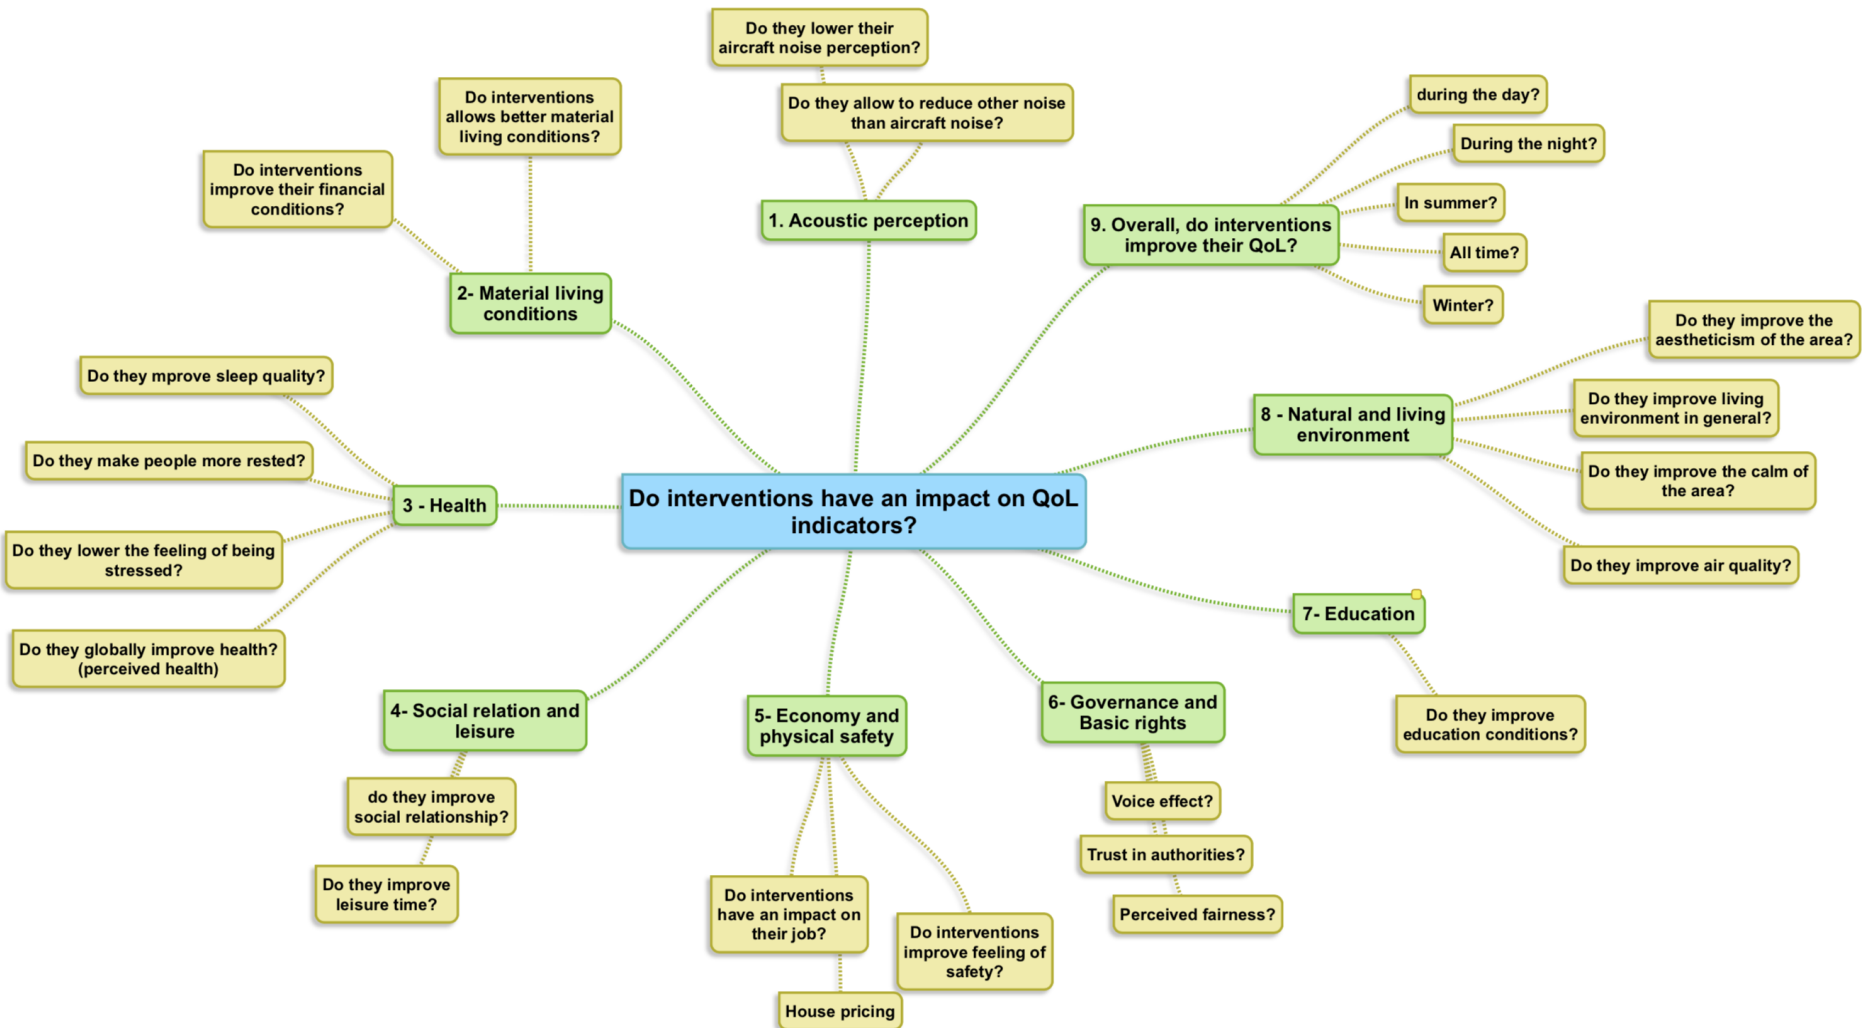 Do interventions have an impact on QoL
indicators?
1. Acoustic perception
Do they lower their
aircraft noise perception?
Do they allow to reduce other noise
than aircraft noise?
2- Material living
conditions
Do interventions
improve their financial
conditions?
Do interventions
allows better material
living conditions?
3 - Health
Do they mprove sleep quality?
Do they make people more rested?
Do they lower the feeling of being
stressed?
Do they globally improve health?
(perceived health)
4- Social relation and
leisure
do they improve
social relationship?
Do they improve
leisure time?
5- Economy and
physical safety
Do interventions
have an impact on
their job?
House pricing
Do interventions
improve feeling of
safety?
6- Governance and
Basic rights
Voice effect?
Trust in authorities?
Perceived fairness?
7- Education
Do they improve
education conditions?
8 - Natural and living
environment
Do they improve the
aestheticism of the area?
Do they improve living
environment in general?
Do they improve the calm of
the area?
Do they improve air quality?
9. Overall, do interventions
improve their QoL?
during the day?
During the night?
In summer?
All time?
Winter?